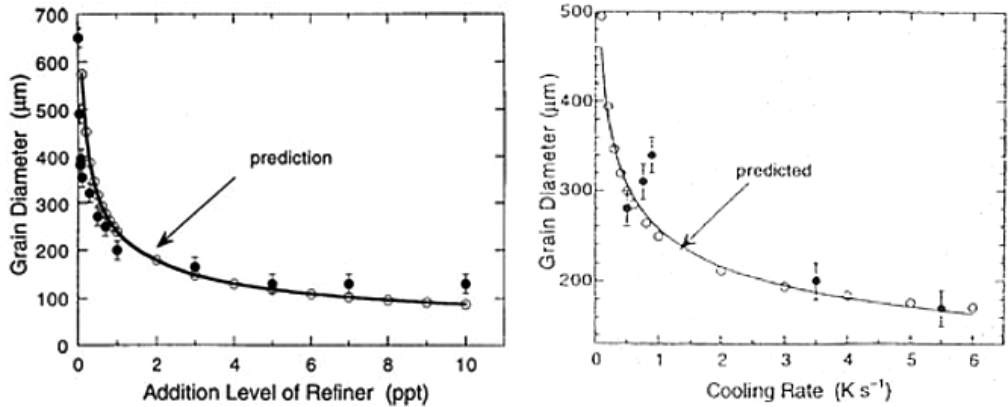 700
600
500
400
300
200
100
0
Grain Diameter (μm)
prediction
0 2 4 6 8 10
Addition Level of Refiner (ppt)
500
400
300
200
Grain Diameter (μm)
predicted
0 1 2 3 4 5 6
Cooling Rate (K s⁻¹)